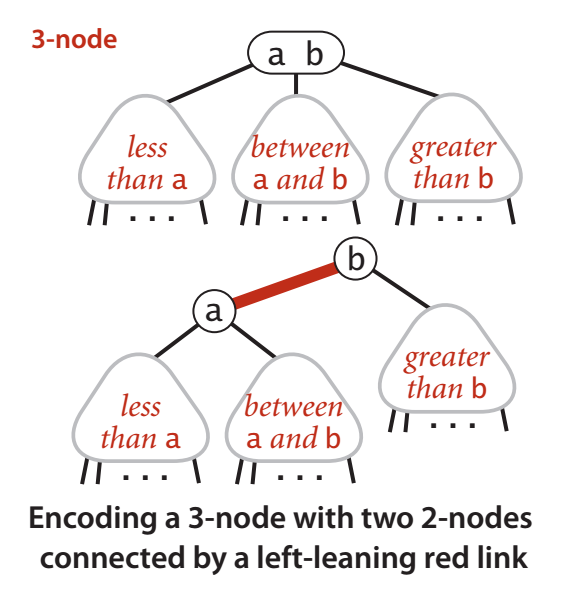 3-node
a b
less
than a
between
a and b
greater
than b
. . .
. . .
. . .
b
a
greater
than b
less
than a
between
a and b
. . .
. . .
. . .
Encoding a 3-node with two 2-nodes
connected by a left-leaning red link